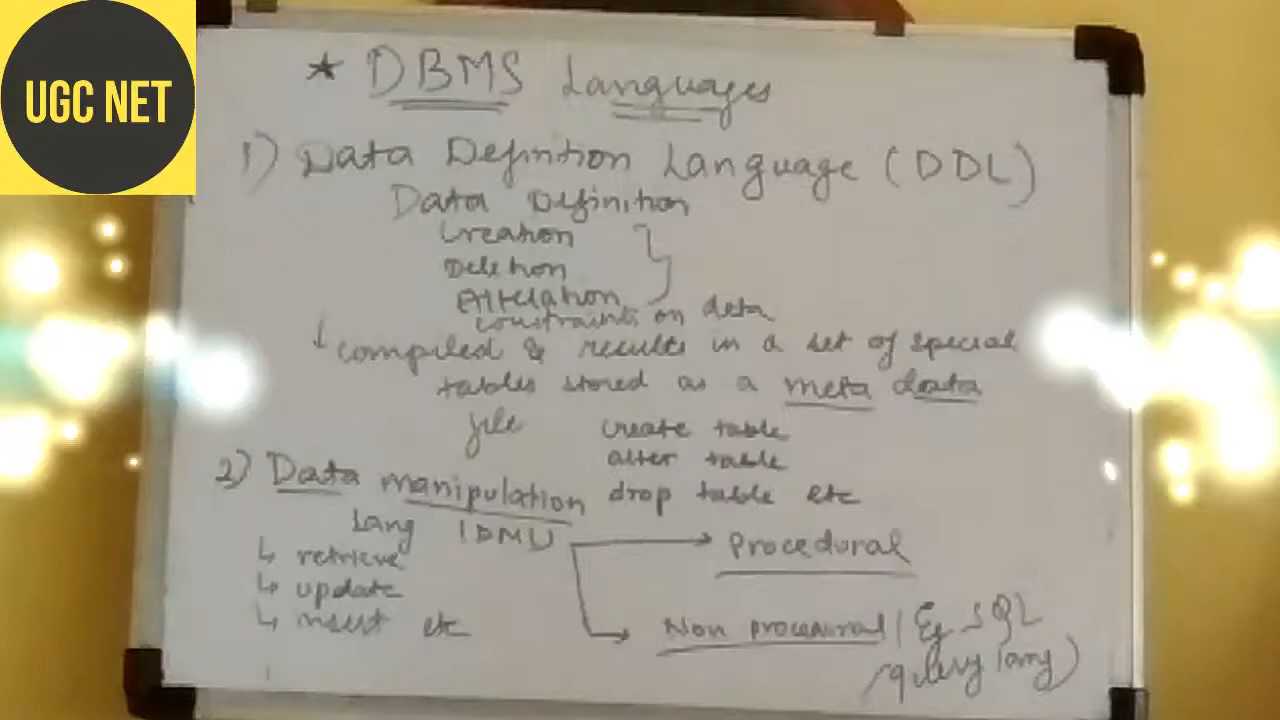 UGC NET
★ DBMS Languages
1) Data Definition Language (DDL)
Data Definition
Creation
Deletion
Alteration
constraints on data
↓ compiled & results in a set of special
tables stored as a meta data
file
create table
alter table
2) Data manipulation drop table etc
Lang (DML)
↳ retrieve
↳ update
↳ insert etc
Procedural
Non procedural (Eg SQL
query lang)